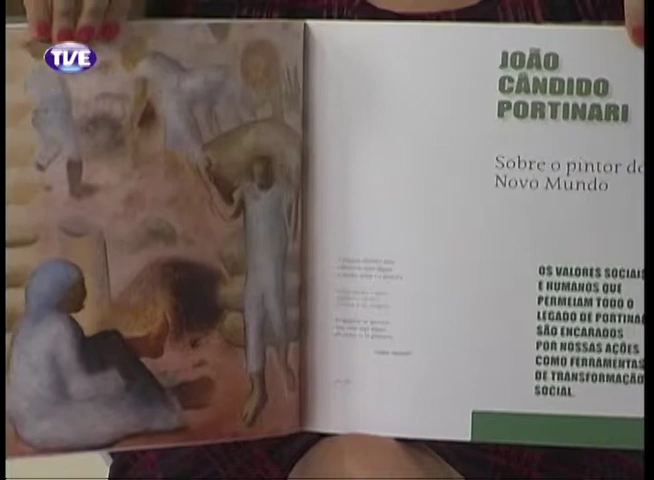 TVE
JOÃO
CÂNDIDO
PORTINARI
Sobre o pintor do
Novo Mundo
OS VALORES SOCIAIS
E HUMANOS QUE
PERMEIAM TODO O
LEGADO DE PORTINA
SÃO ENCARADOS
POR NOSSAS AÇÕES
COMO FERRAMENTAS
DE TRANSFORMAÇÃO
SOCIAL.